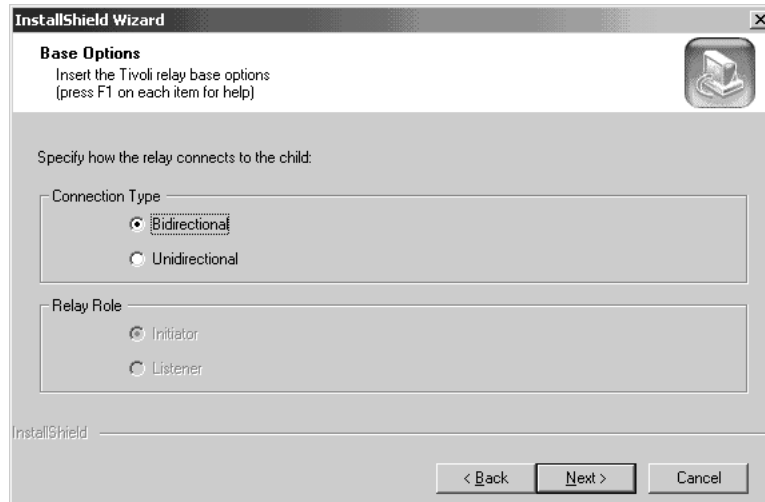 InstallShield Wizard
Base Options
Insert the Tivoli relay base options
(press F1 on each item for help)
Specify how the relay connects to the child:
Connection Type
Bidirectional
Unidirectional
Relay Role
Initiator
Listener
InstallShield
< Back Next > Cancel